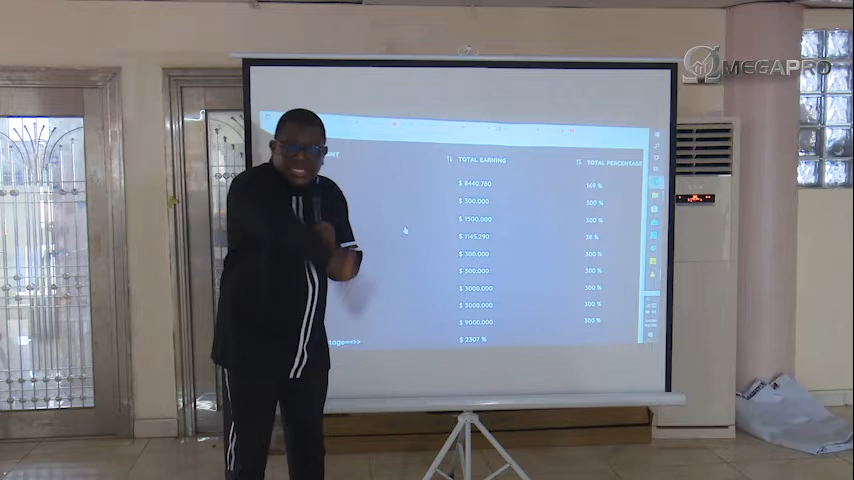 MEGAPRO
TOTAL EARNING TOTAL PERCENTAGE
$ 8440.780 169 %
$ 300.000 300 %
$ 1500.000 300 %
$ 1145.290 38 %
$ 300.000 300 %
$ 300.000 300 %
$ 3000.000 300 %
$ 3000.000 300 %
$ 9000.000 300 %
$ 2307 %